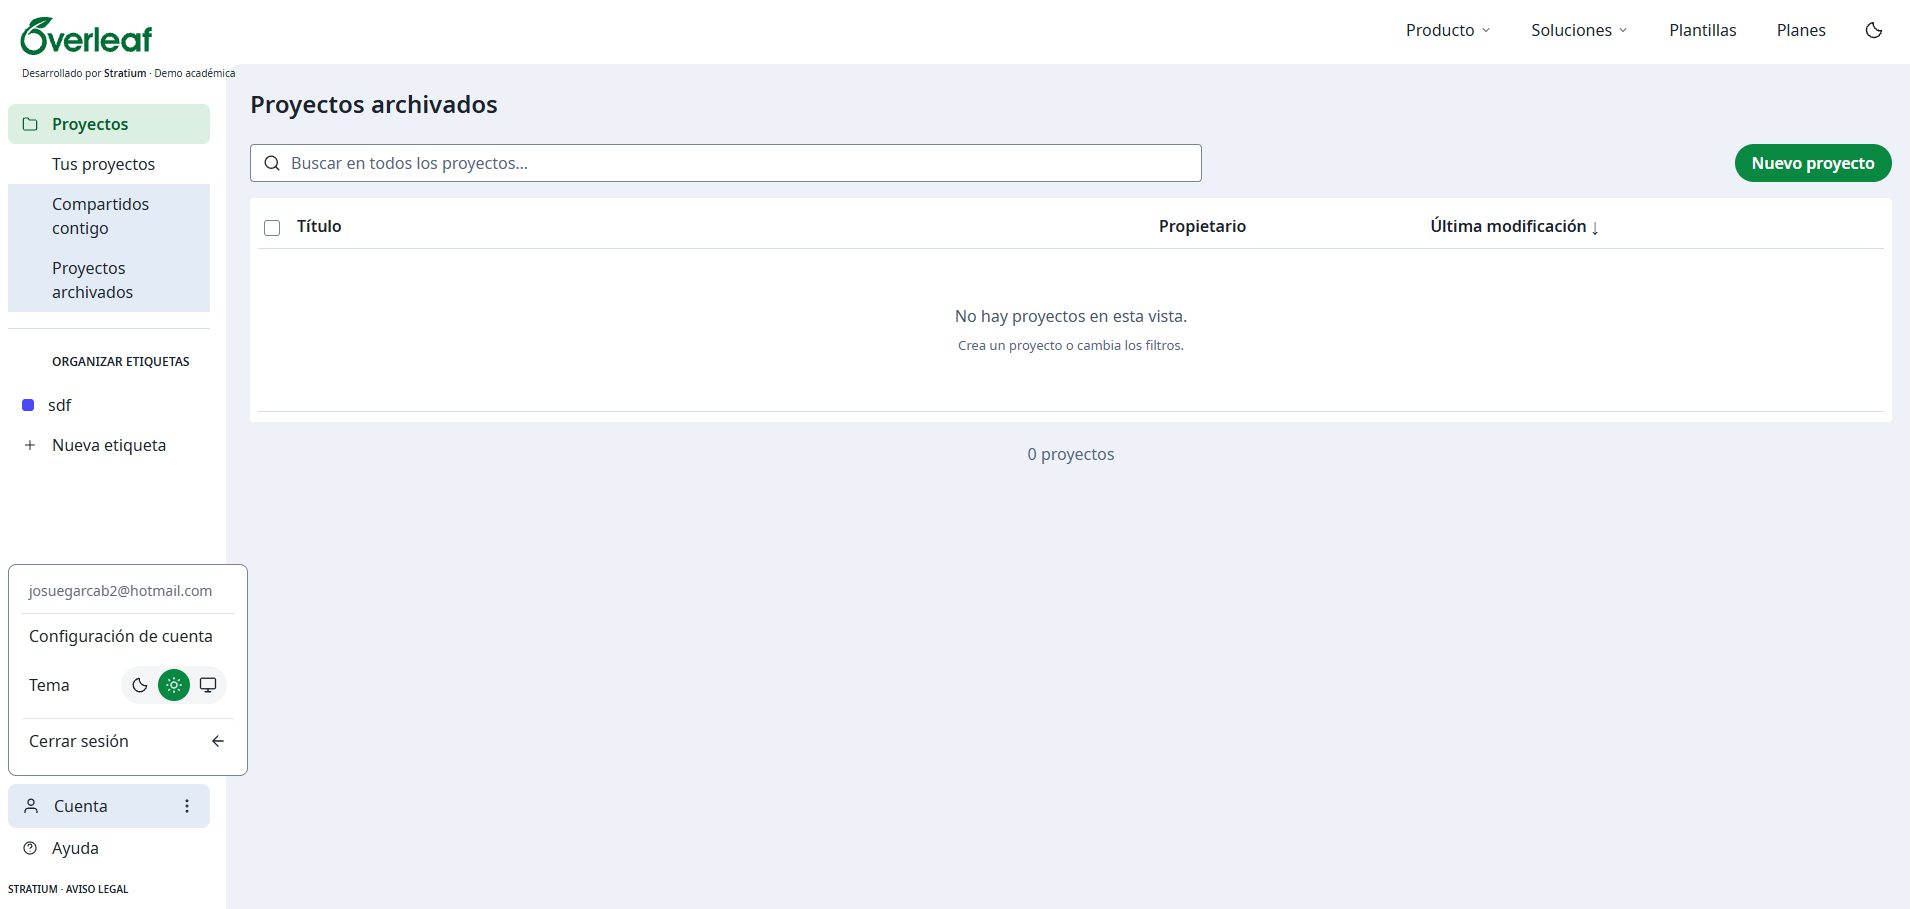 Overleaf
Desarrollado por Stratium · Demo académica
Producto
Soluciones
Plantillas
Planes
Proyectos
Tus proyectos
Compartidos
contigo
Proyectos
archivados
ORGANIZAR ETIQUETAS
sdf
Nueva etiqueta
Proyectos archivados
Buscar en todos los proyectos...
Nuevo proyecto
Título
Propietario
Última modificación ↓
No hay proyectos en esta vista.
Crea un proyecto o cambia los filtros.
0 proyectos
josuegarcab2@hotmail.com
Configuración de cuenta
Tema
Cerrar sesión
Cuenta
Ayuda
STRATIUM · AVISO LEGAL